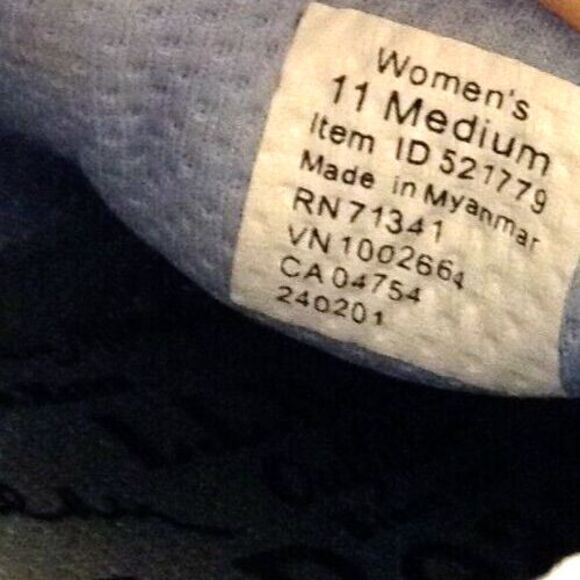 Women's
11 Medium
Item ID 521779
Made in Myanmar
RN 71341
VN 1002664
CA 04754
240201